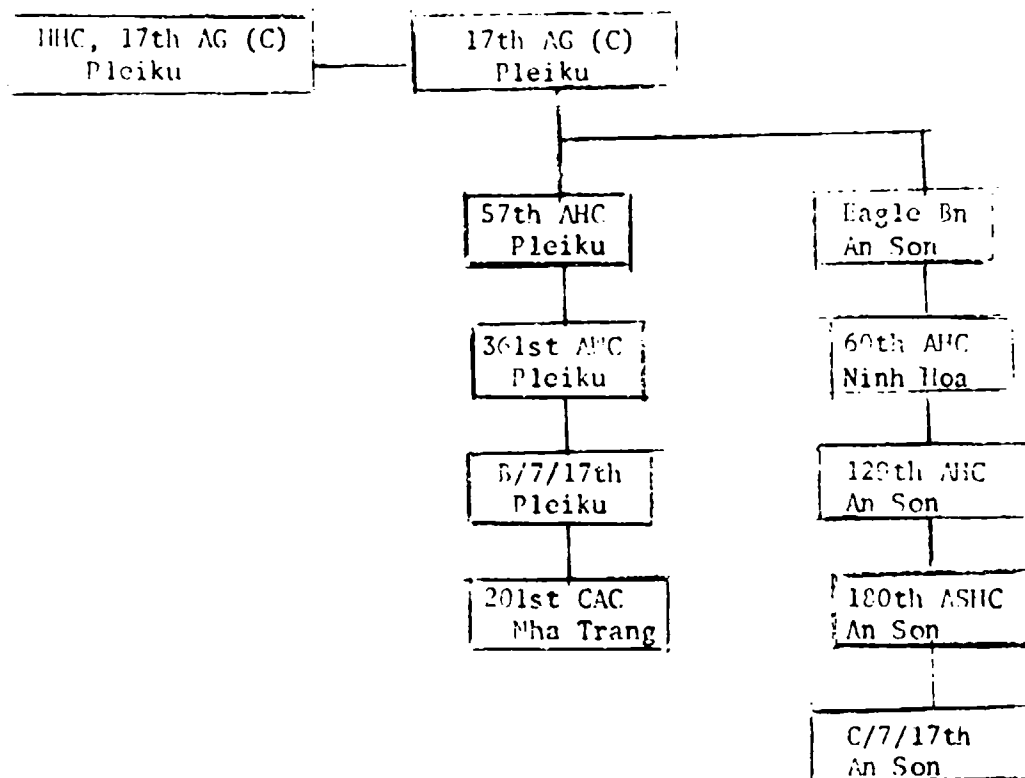 HHC, 17th AG (C)
Pleiku
17th AG (C)
Pleiku
57th AHC
Pleiku
Eagle Bn
An Son
361st AWC
Pleiku
60th AHC
Ninh Hoa
B/7/17th
Pleiku
129th AHC
An Son
201st CAC
Nha Trang
180th ASHC
An Son
C/7/17th
An Son